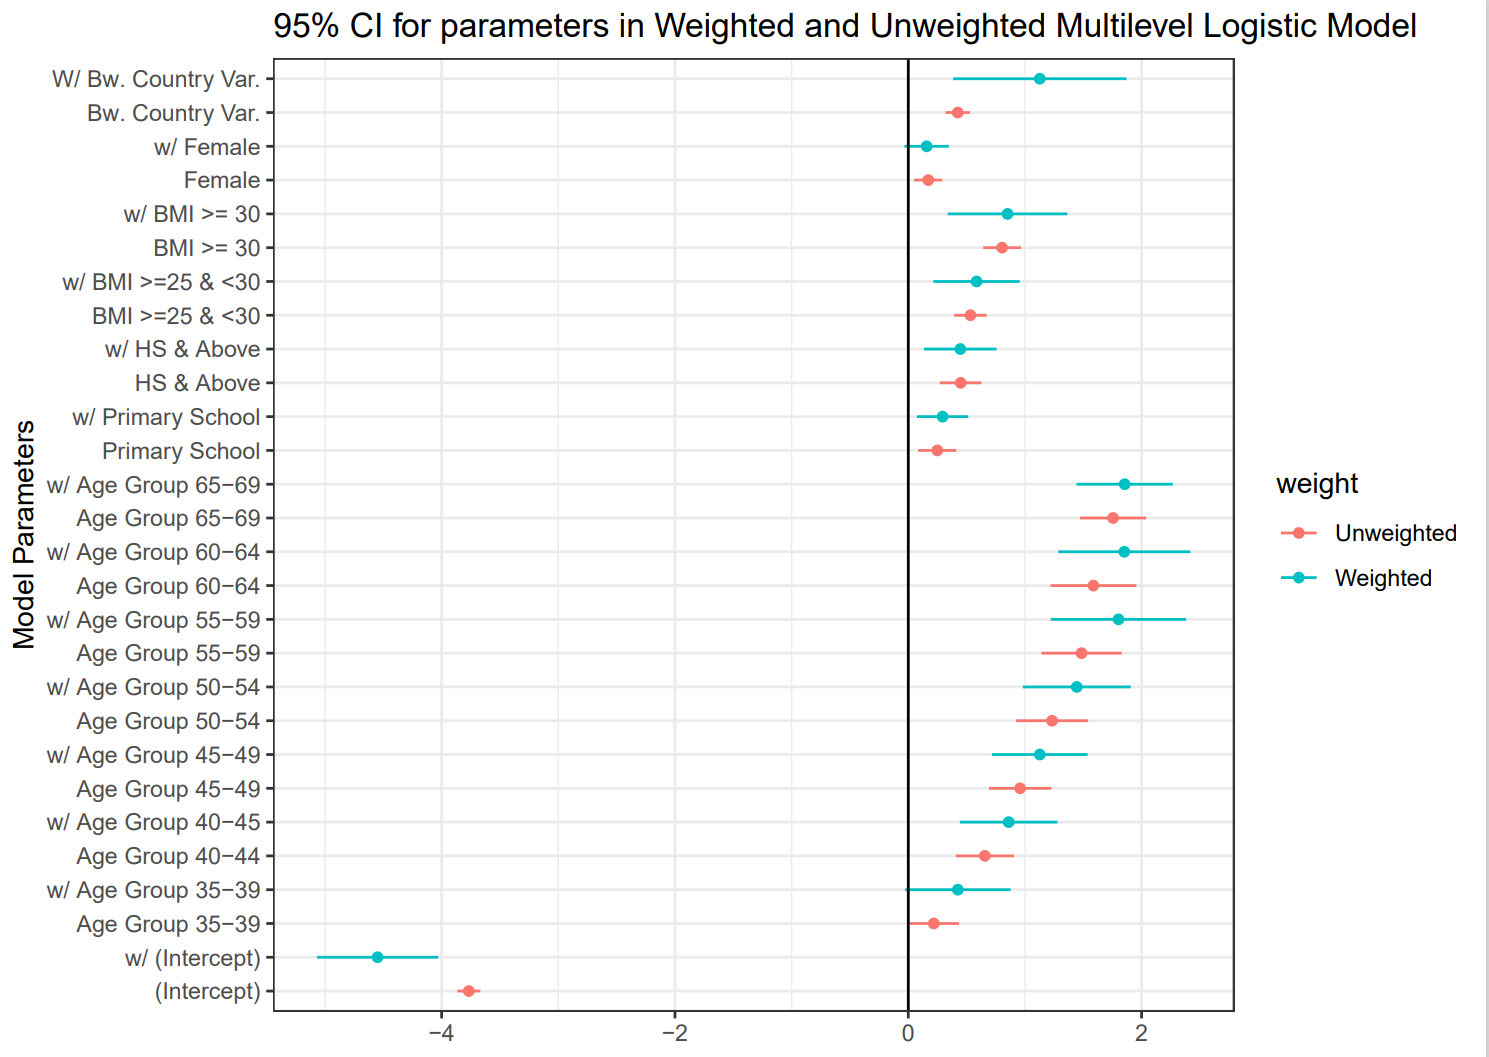 95% CI for parameters in Weighted and Unweighted Multilevel Logistic Model
W/ Bw. Country Var.
Bw. Country Var.
w/ Female
Female
w/ BMI >= 30
BMI >= 30
w/ BMI >=25 & <30
BMI >=25 & <30
w/ HS & Above
HS & Above
w/ Primary School
Primary School
w/ Age Group 65−69
Age Group 65−69
w/ Age Group 60−64
Age Group 60−64
w/ Age Group 55−59
Age Group 55−59
w/ Age Group 50−54
Age Group 50−54
w/ Age Group 45−49
Age Group 45−49
w/ Age Group 40−45
Age Group 40−44
w/ Age Group 35−39
Age Group 35−39
w/ (Intercept)
(Intercept)
Model Parameters
−4 −2 0 2
weight
Unweighted
Weighted